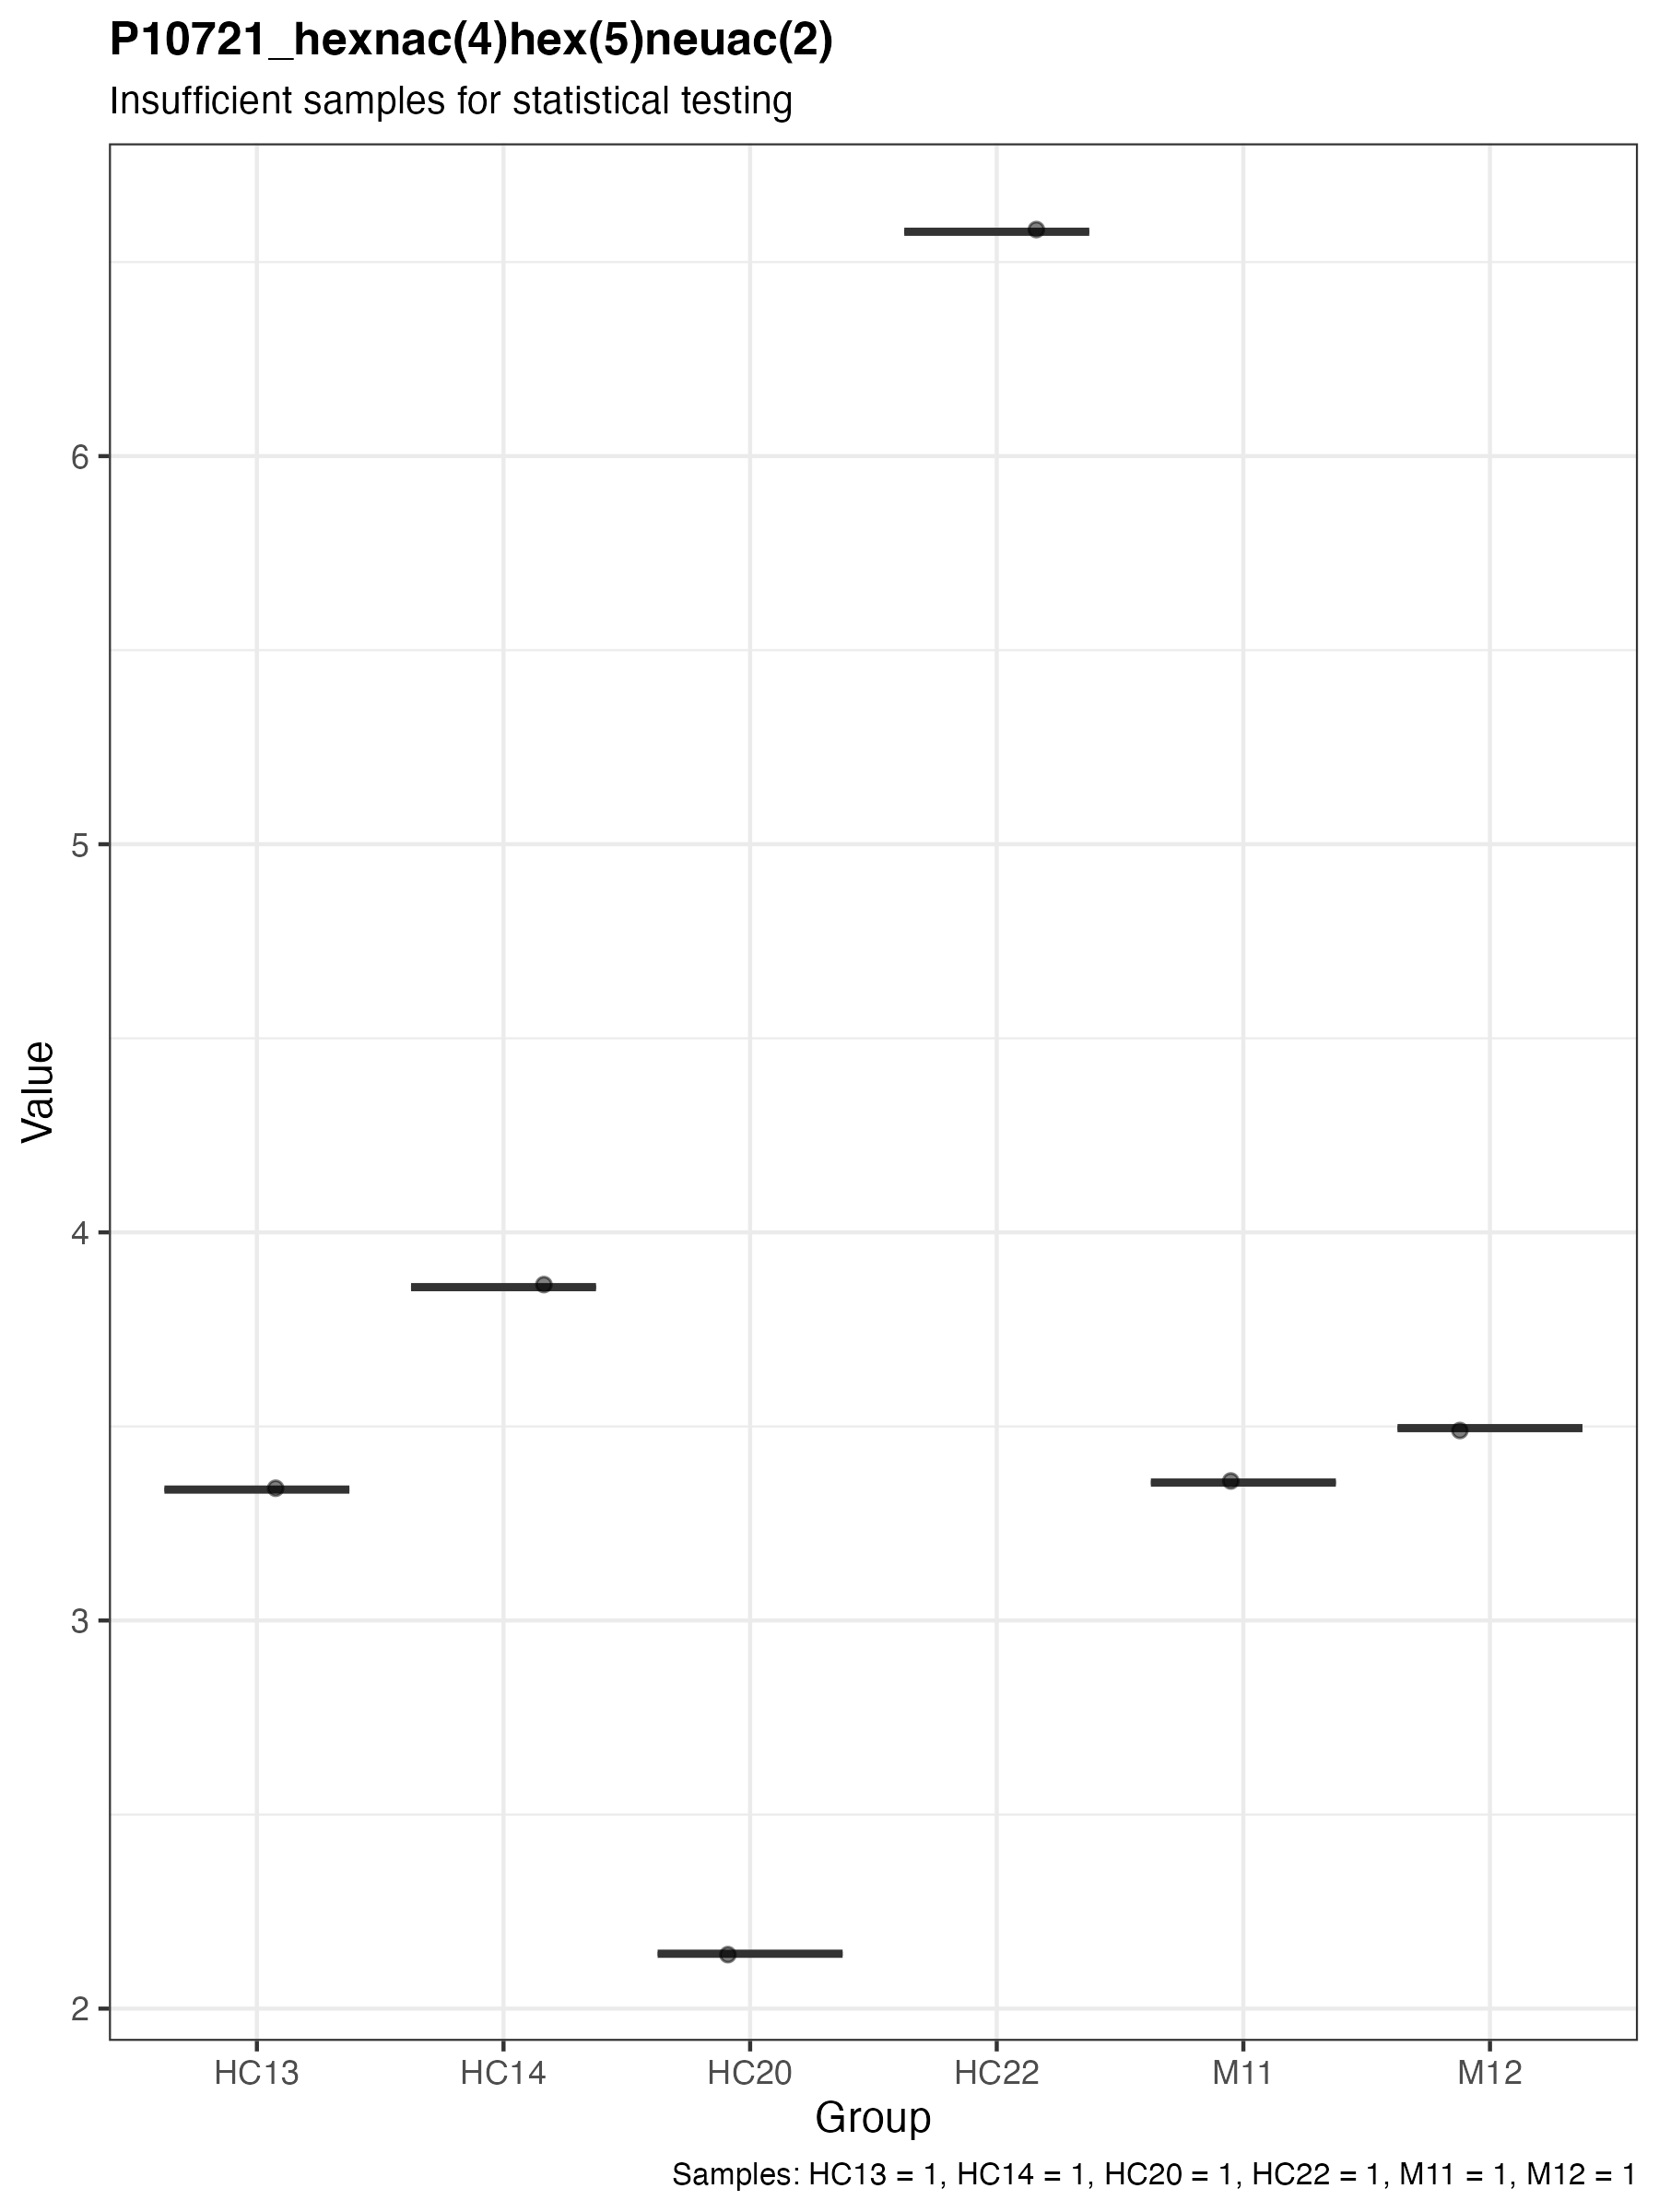 P10721_hexnac(4)hex(5)neuac(2)
Insufficient samples for statistical testing
Value
6
5
4
3
2
HC13 HC14 HC20 HC22 M11 M12
Group
Samples: HC13 = 1, HC14 = 1, HC20 = 1, HC22 = 1, M11 = 1, M12 = 1